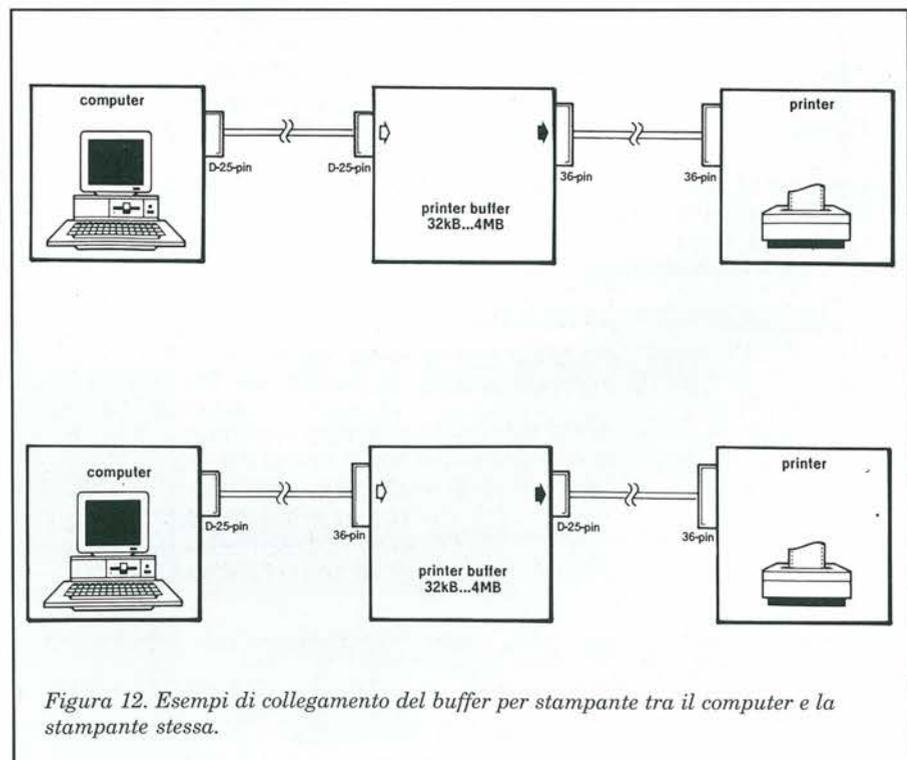 computer
printer
D-25-pin
D-25-pin
36-pin
36-pin
printer buffer
32kB...4MB
computer
printer
D-25-pin
36-pin
D-25-pin
36-pin
printer buffer
32kB...4MB
Figura 12. Esempi di collegamento del buffer per stampante tra il computer e la
stampante stessa.